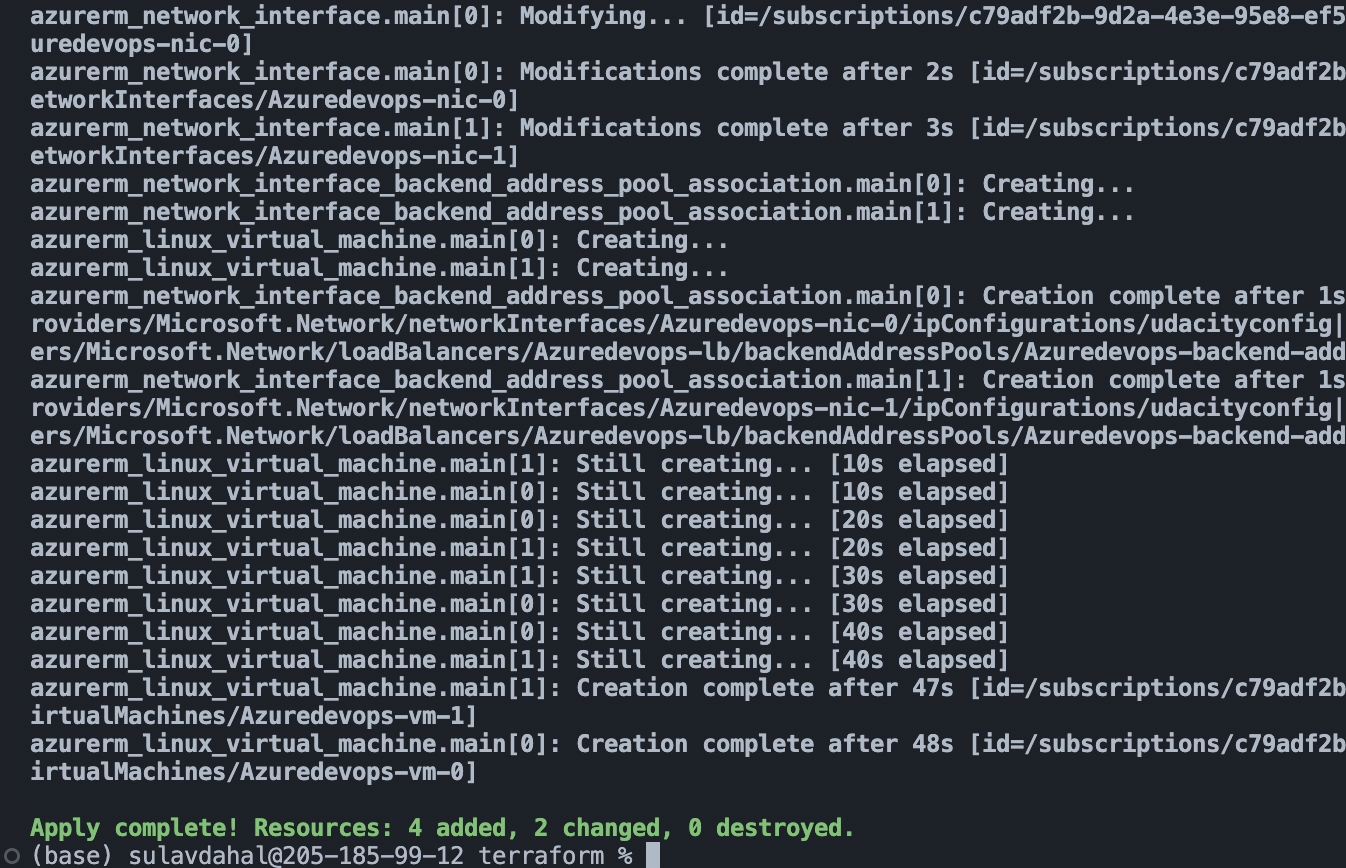 azurerm_network_interface.main[0]: Modifying... [id=/subscriptions/c79adf2b-9d2a-4e3e-95e8-ef5
uredevops-nic-0]
azurerm_network_interface.main[0]: Modifications complete after 2s [id=/subscriptions/c79adf2b
etworkInterfaces/Azuredevops-nic-0]
azurerm_network_interface.main[1]: Modifications complete after 3s [id=/subscriptions/c79adf2b
etworkInterfaces/Azuredevops-nic-1]
azurerm_network_interface_backend_address_pool_association.main[0]: Creating...
azurerm_network_interface_backend_address_pool_association.main[1]: Creating...
azurerm_linux_virtual_machine.main[0]: Creating...
azurerm_linux_virtual_machine.main[1]: Creating...
azurerm_network_interface_backend_address_pool_association.main[0]: Creation complete after 1s
roviders/Microsoft.Network/networkInterfaces/Azuredevops-nic-0/ipConfigurations/udacityconfig|
ers/Microsoft.Network/loadBalancers/Azuredevops-lb/backendAddressPools/Azuredevops-backend-add
azurerm_network_interface_backend_address_pool_association.main[1]: Creation complete after 1s
roviders/Microsoft.Network/networkInterfaces/Azuredevops-nic-1/ipConfigurations/udacityconfig|
ers/Microsoft.Network/loadBalancers/Azuredevops-lb/backendAddressPools/Azuredevops-backend-add
azurerm_linux_virtual_machine.main[1]: Still creating... [10s elapsed]
azurerm_linux_virtual_machine.main[0]: Still creating... [10s elapsed]
azurerm_linux_virtual_machine.main[0]: Still creating... [20s elapsed]
azurerm_linux_virtual_machine.main[1]: Still creating... [20s elapsed]
azurerm_linux_virtual_machine.main[1]: Still creating... [30s elapsed]
azurerm_linux_virtual_machine.main[0]: Still creating... [30s elapsed]
azurerm_linux_virtual_machine.main[0]: Still creating... [40s elapsed]
azurerm_linux_virtual_machine.main[1]: Still creating... [40s elapsed]
azurerm_linux_virtual_machine.main[1]: Creation complete after 47s [id=/subscriptions/c79adf2b
irtualMachines/Azuredevops-vm-1]
azurerm_linux_virtual_machine.main[0]: Creation complete after 48s [id=/subscriptions/c79adf2b
irtualMachines/Azuredevops-vm-0]
Apply complete! Resources: 4 added, 2 changed, 0 destroyed.
(base) sulavdahal@205-185-99-12 terraform %